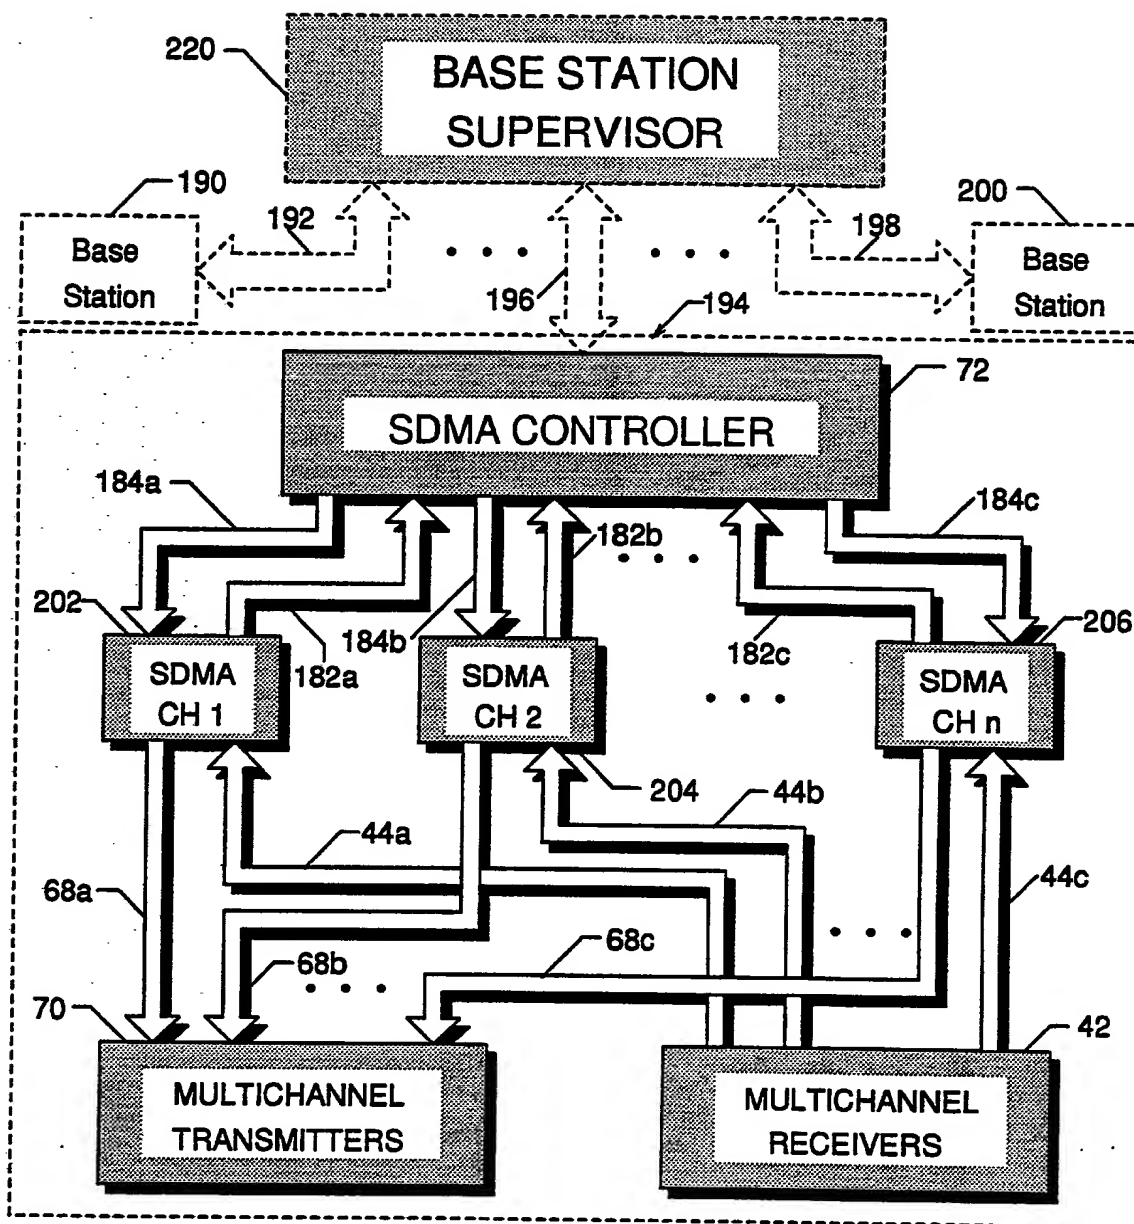 220
BASE STATION
SUPERVISOR
190
Base
Station
192
196
194
198
200
Base
Station
72
SDMA CONTROLLER
184a
182b
184c
202
184b
182a
182c
206
SDMA
CH 1
SDMA
CH 2
SDMA
CH n
204
44b
44a
68a
44c
68b
68c
70
42
MULTICHANNEL
TRANSMITTERS
MULTICHANNEL
RECEIVERS